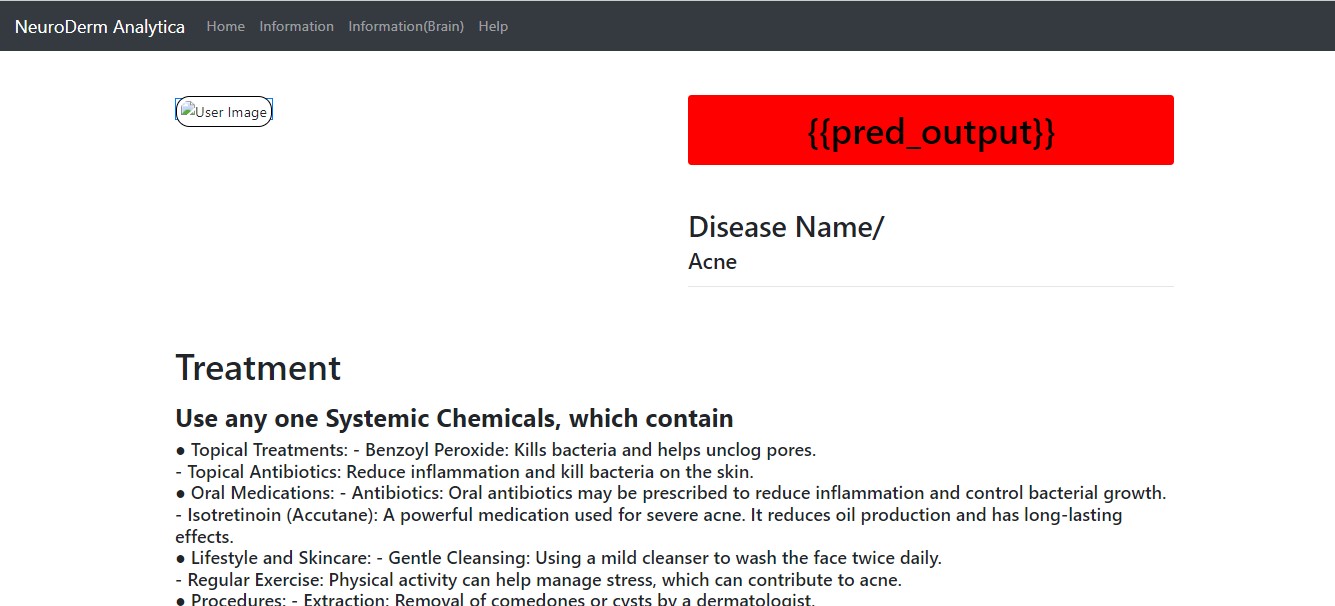 NeuroDerm Analytica Home Information Information(Brain) Help
User Image
{{pred_output}}
Disease Name/
Acne
Treatment
Use any one Systemic Chemicals, which contain
● Topical Treatments: - Benzoyl Peroxide: Kills bacteria and helps unclog pores.
- Topical Antibiotics: Reduce inflammation and kill bacteria on the skin.
● Oral Medications: - Antibiotics: Oral antibiotics may be prescribed to reduce inflammation and control bacterial growth.
- Isotretinoin (Accutane): A powerful medication used for severe acne. It reduces oil production and has long-lasting
effects.
● Lifestyle and Skincare: - Gentle Cleansing: Using a mild cleanser to wash the face twice daily.
- Regular Exercise: Physical activity can help manage stress, which can contribute to acne.
● Procedures: - Extraction: Removal of comedones or cysts by a dermatologist.